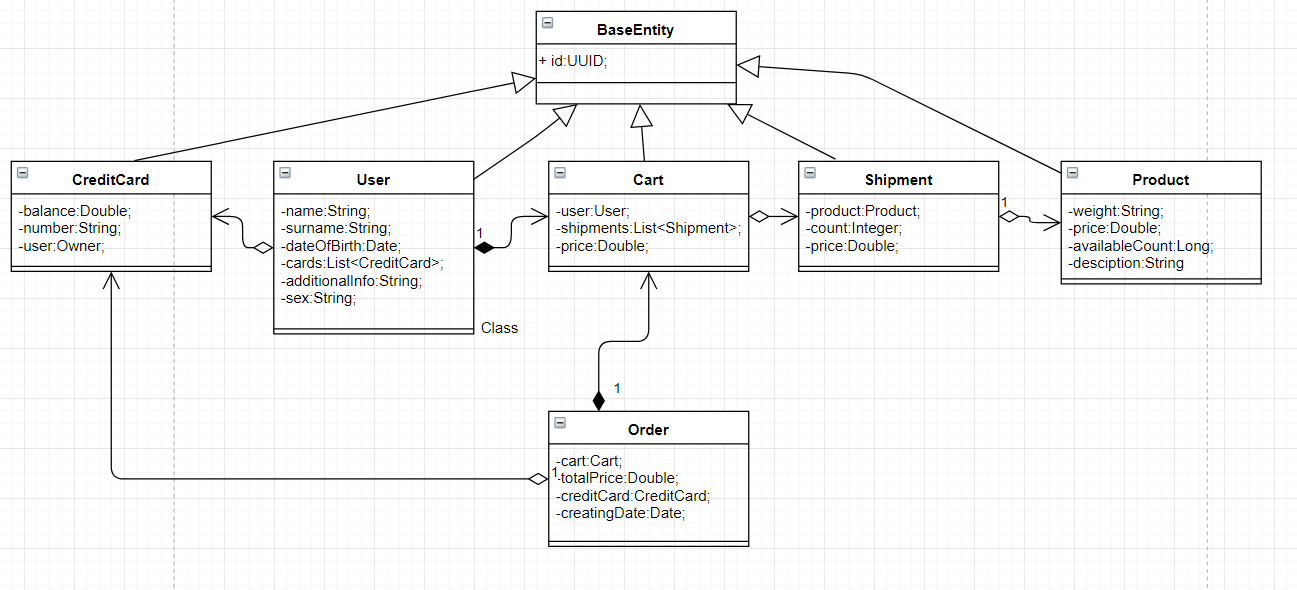 BaseEntity
+ id:UUID;
CreditCard
-balance:Double;
-number:String;
-user:Owner;
User
-name:String;
-surname:String;
-dateOfBirth:Date;
-cards:List<CreditCard>;
-additionalInfo:String;
-sex:String;
Class
1
Cart
-user:User;
-shipments:List<Shipment>;
-price:Double;
Shipment
-product:Product;
-count:Integer;
-price:Double;
1
Product
-weight:String;
-price:Double;
-availableCount:Long;
-desciption:String
1
Order
-cart:Cart;
1
-totalPrice:Double;
-creditCard:CreditCard;
-creatingDate:Date;